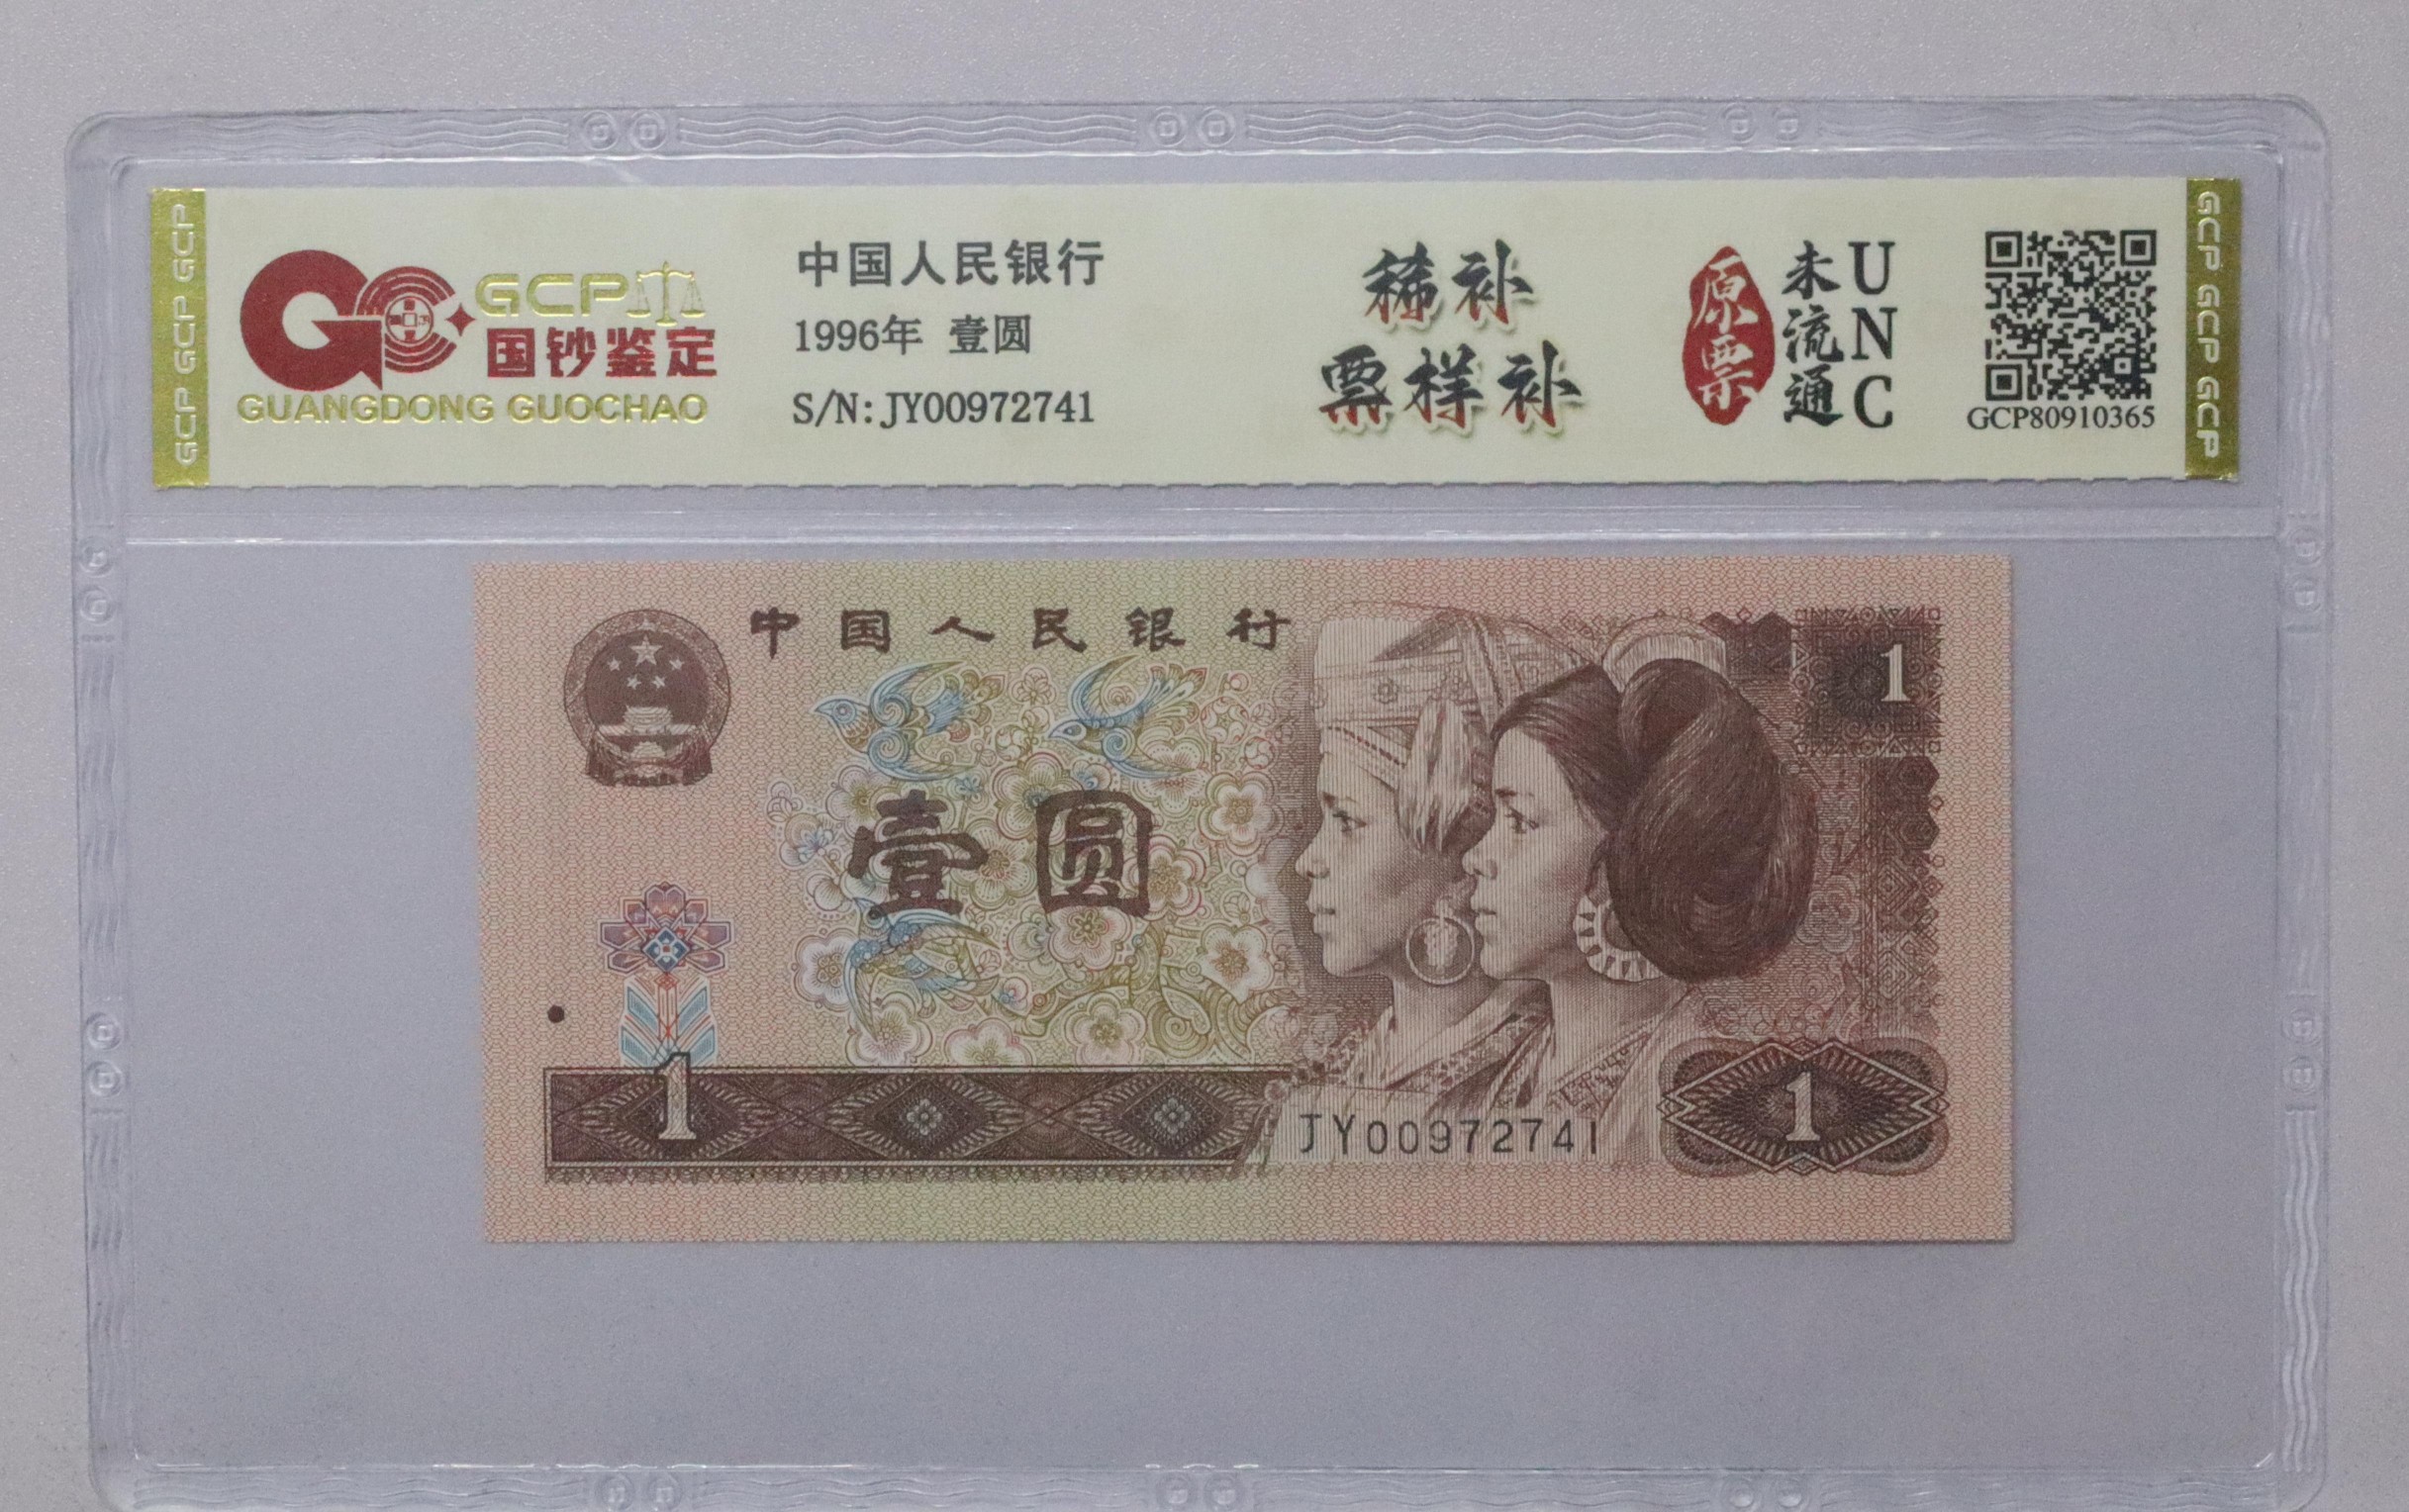 GCP GCP GCP
GCP
国钞鉴定
GUANGDONG GUOCHAO
中国人民银行
1996年 壹圆
S/N: JY00972741
稀补
票样补
原票
未流通
UNC
GCP80910365
GCP GCP GCP
中国人民银行
1
壹圆
1
JY00972741
1